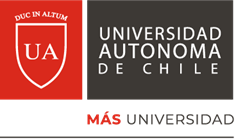 DUC IN ALTUM
UA
UNIVERSIDAD
AUTONOMA
DE CHILE
MÁS UNIVERSIDAD